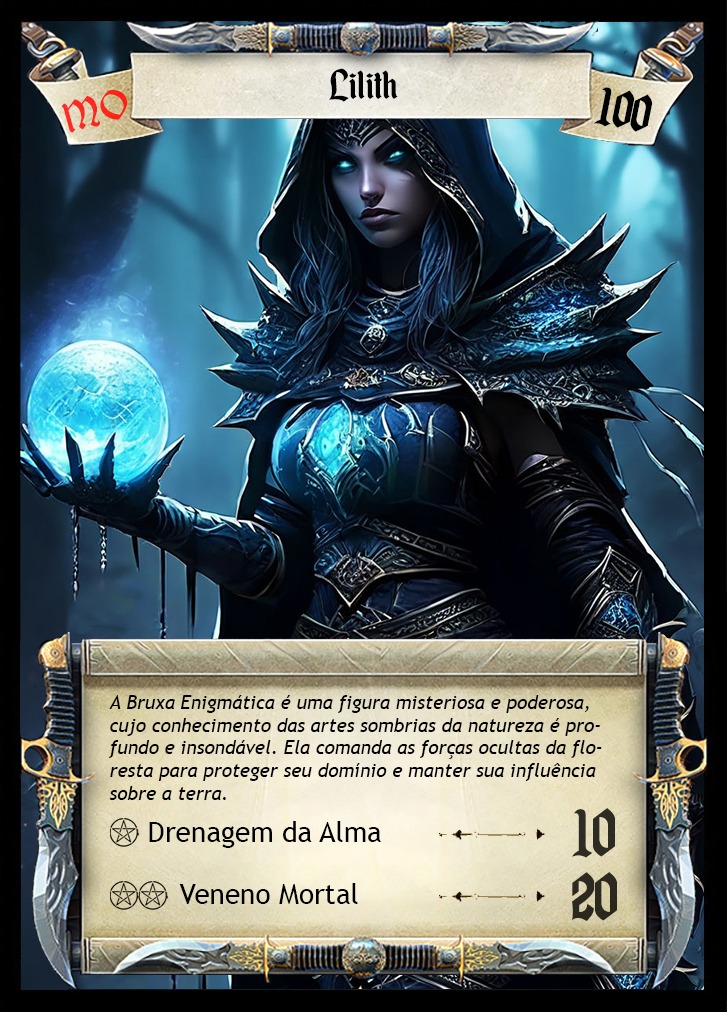 Lilith
MO
100
A Bruxa Enigmática é uma figura misteriosa e poderosa,
cujo conhecimento das artes sombrias da natureza é pro-
fundo e insondável. Ela comanda as forças ocultas da flo-
resta para proteger seu domínio e manter sua influência
sobre a terra.
Drenagem da Alma 10
Veneno Mortal 20